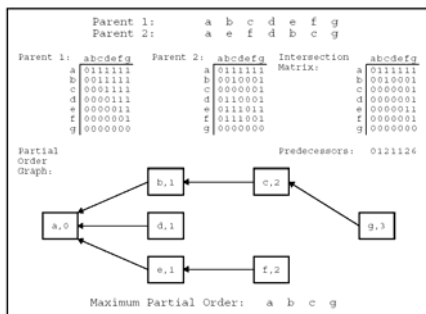 Parent 1: a b c d e f g
Parent 2: a e f d b c g
Parent 1: abcdefg Parent 2: abcdefg Intersection abcdefg
Matrix:
a 0111111 a 0111111 a 0111111
b 0011111 b 0010001 b 0010001
c 0001111 c 0000001 c 0000001
d 0000111 d 0110001 d 0000001
e 0000011 e 0111011 e 0000011
f 0000001 f 0111001 f 0000001
g 0000000 g 0000000 g 0000000
Partial Predecessors: 0121126
Order
Graph:
b,1 c,2
a,0 d,1 g,3
e,1 f,2
Maximum Partial Order: a b c g